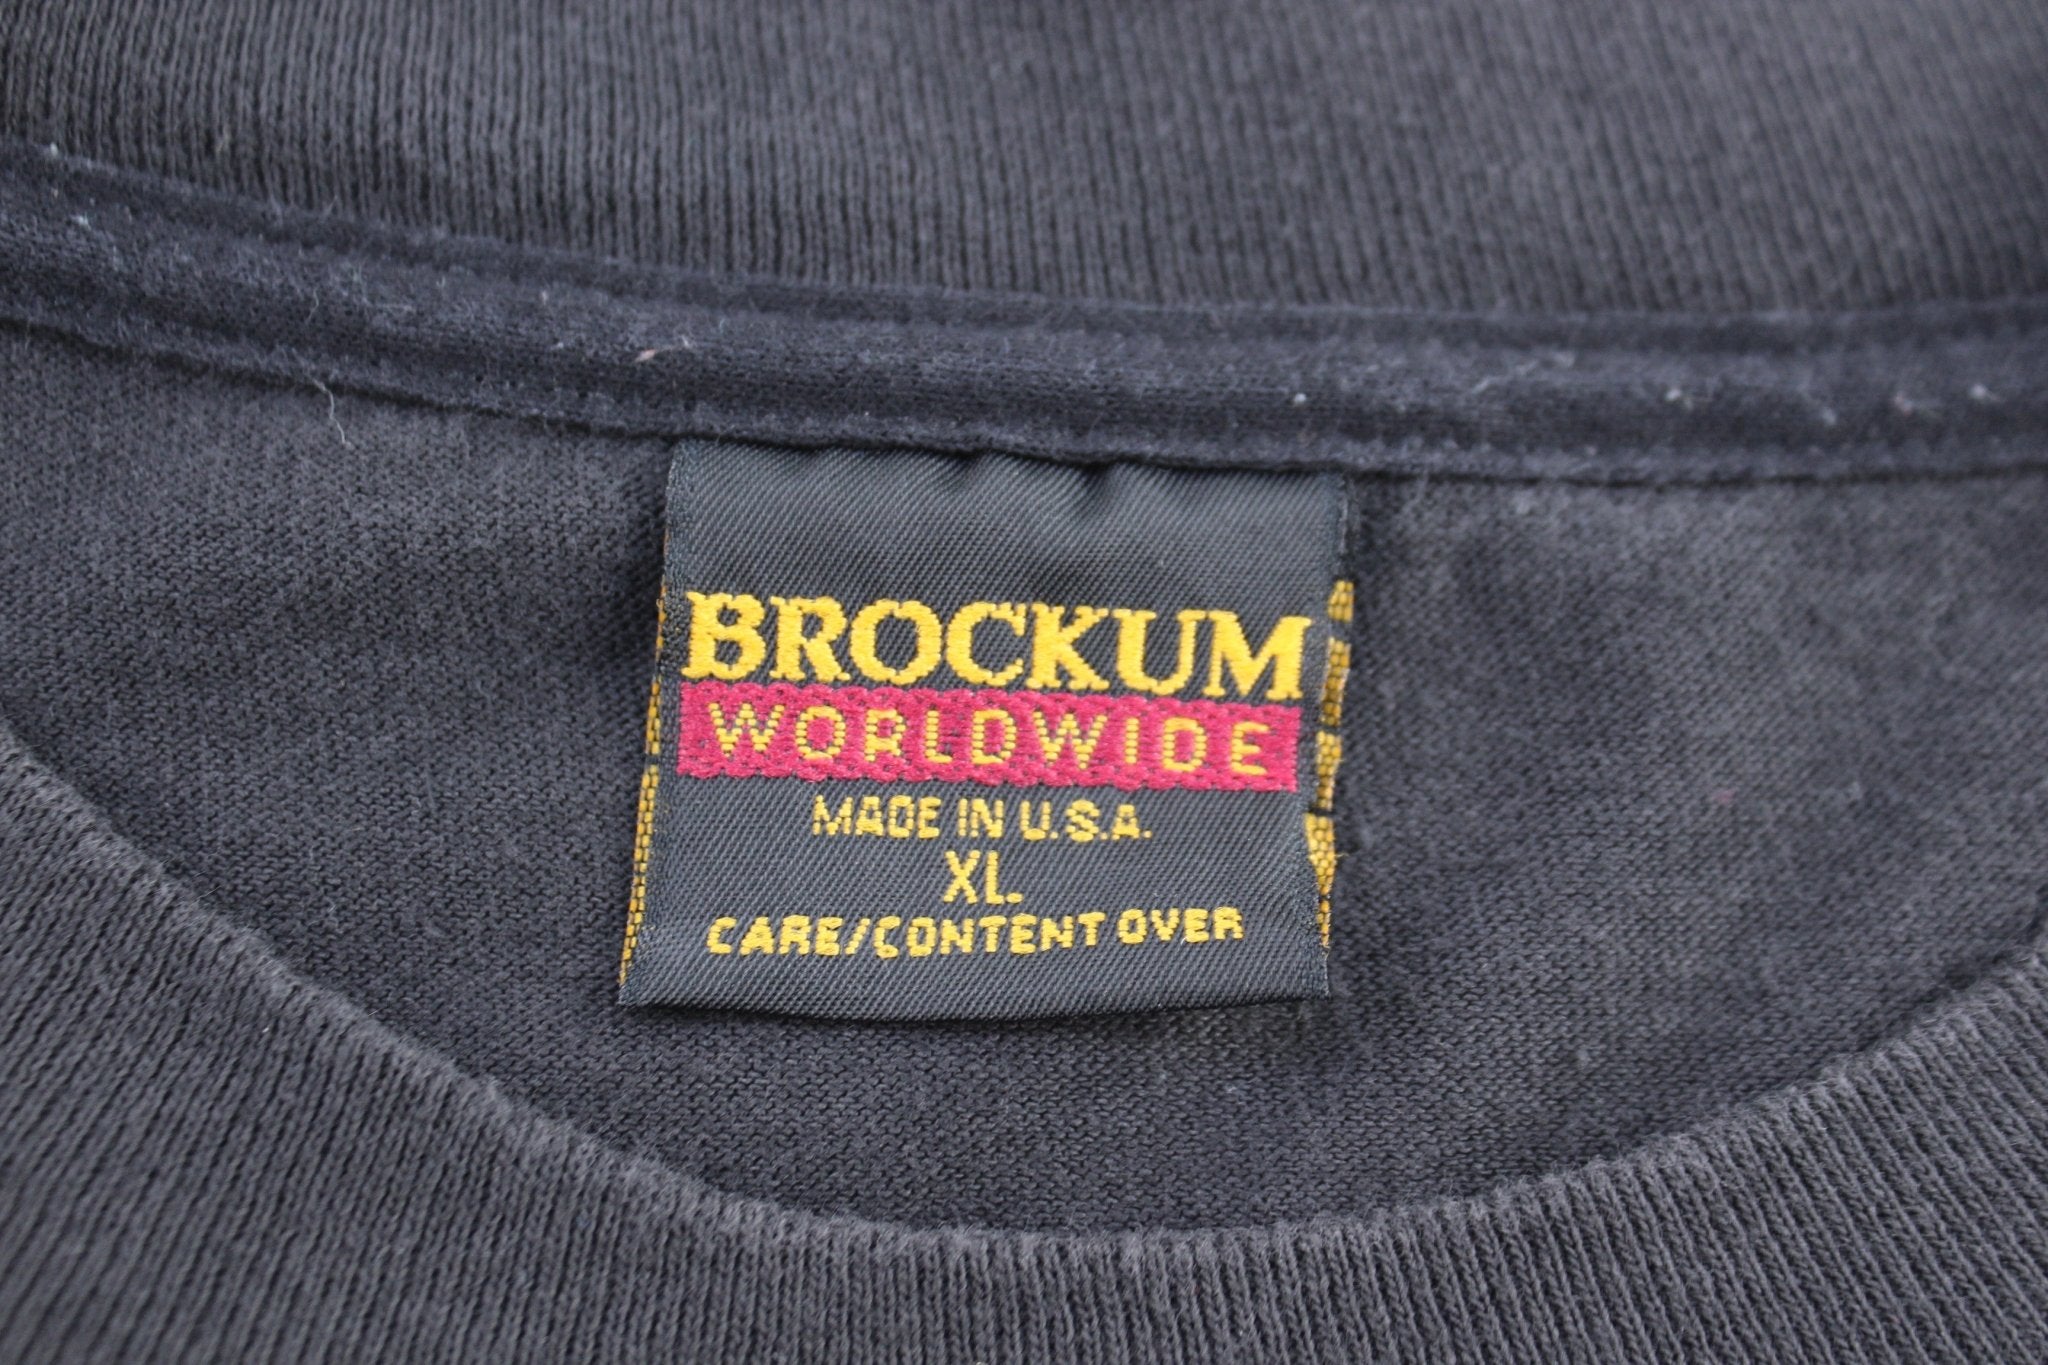 BROCKUM
WORLDWIDE
MADE IN U.S.A.
XL.
CARE/CONTENT OVER